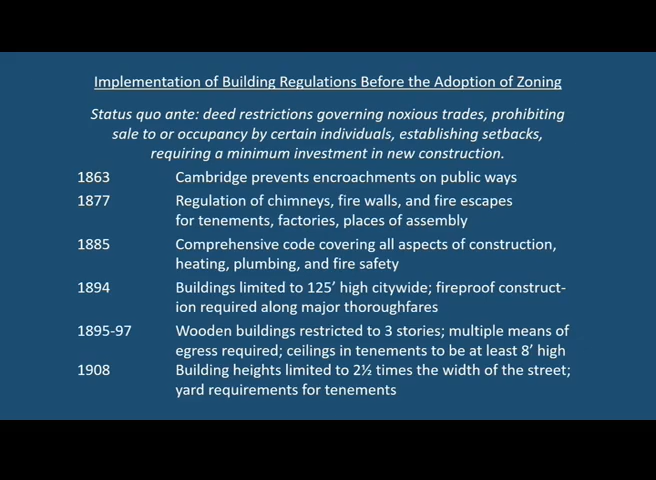 Implementation of Building Regulations Before the Adoption of Zoning
Status quo ante: deed restrictions governing noxious trades, prohibiting
sale to or occupancy by certain individuals, establishing setbacks,
requiring a minimum investment in new construction.
1863 Cambridge prevents encroachments on public ways
1877 Regulation of chimneys, fire walls, and fire escapes
for tenements, factories, places of assembly
1885 Comprehensive code covering all aspects of construction,
heating, plumbing, and fire safety
1894 Buildings limited to 125’ high citywide; fireproof construct-
ion required along major thoroughfares
1895-97 Wooden buildings restricted to 3 stories; multiple means of
egress required; ceilings in tenements to be at least 8’ high
1908 Building heights limited to 2½ times the width of the street;
yard requirements for tenements